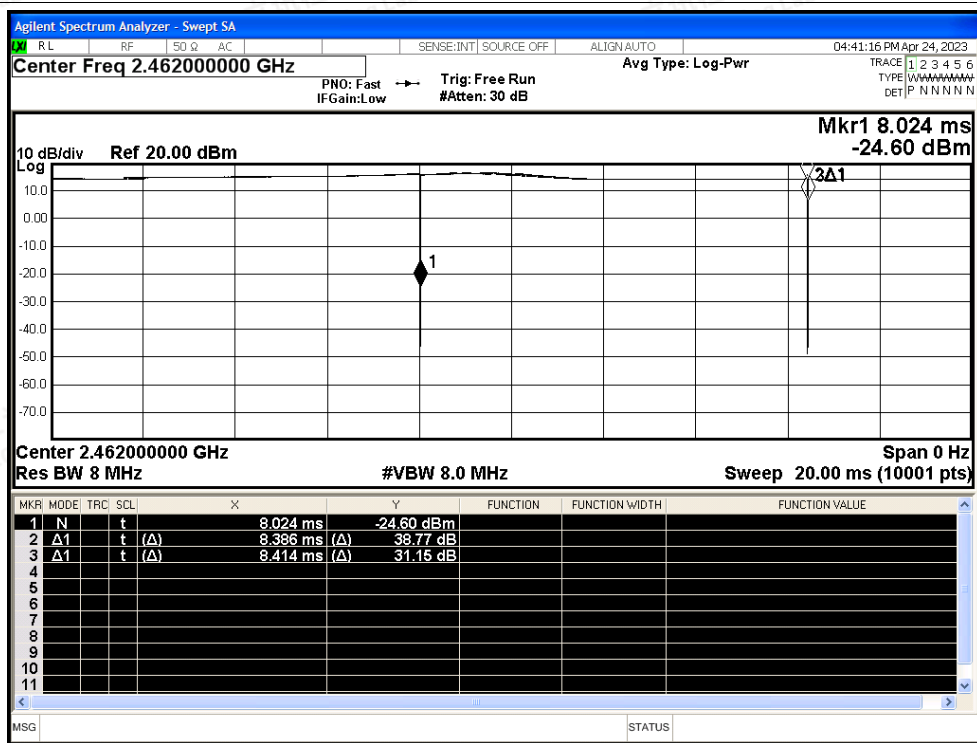 Agilent Spectrum Analyzer - Swept SA
LXI RL RF 50 Ω AC SENSE:INT SOURCE OFF ALIGN AUTO 04:41:16 PM Apr 24, 2023
Center Freq 2.462000000 GHz Avg Type: Log-Pwr TRACE 1 2 3 4 5 6
PNO: Fast Trig: Free Run TYPE W
IFGain:Low #Atten: 30 dB DET P N N N N N
Mkr1 8.024 ms
10 dB/div Ref 20.00 dBm -24.60 dBm
Log
3Δ1
10.0
0.00
-10.0
1
-20.0
-30.0
-40.0
-50.0
-60.0
-70.0
Center 2.462000000 GHz Span 0 Hz
Res BW 8 MHz #VBW 8.0 MHz Sweep 20.00 ms (10001 pts)
MKR MODE TRC SCL X Y FUNCTION FUNCTION WIDTH FUNCTION VALUE
1 N t 8.024 ms -24.60 dBm
2 Δ1 t (Δ) 8.386 ms (Δ) 38.77 dB
3 Δ1 t (Δ) 8.414 ms (Δ) 31.15 dB
4
5
6
7
8
9
10
11
MSG STATUS